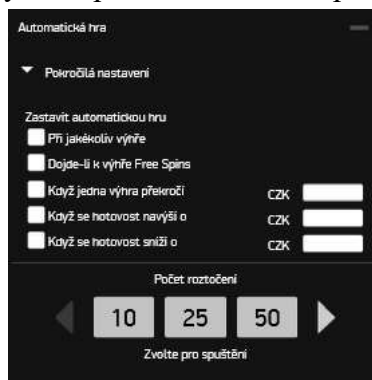 Automatická hra
Pokročilá nastavení
Zastavit automatickou hru
Při jakékoliv výhře
Dojde-li k výhře Free Spins
Když jedna výhra překročí CZK
Když se hotovost navýší o CZK
Když se hotovost sníží o CZK
Počet roztočení
10 25 50
Zvolte pro spuštění